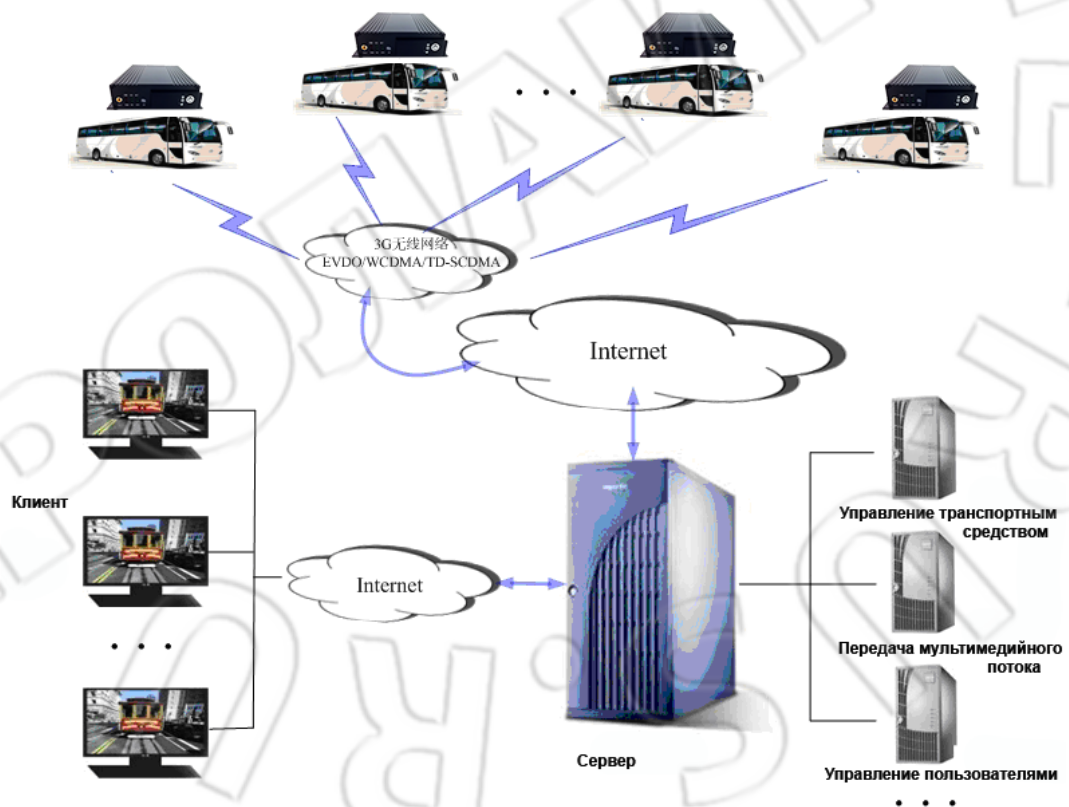 3G无线网络
EVDO/WCDMA/TD-SCDMA
Internet
Клиент
Internet
Сервер
Управление транспортным
средством
Передача мультимедийного
потока
Управление пользователями